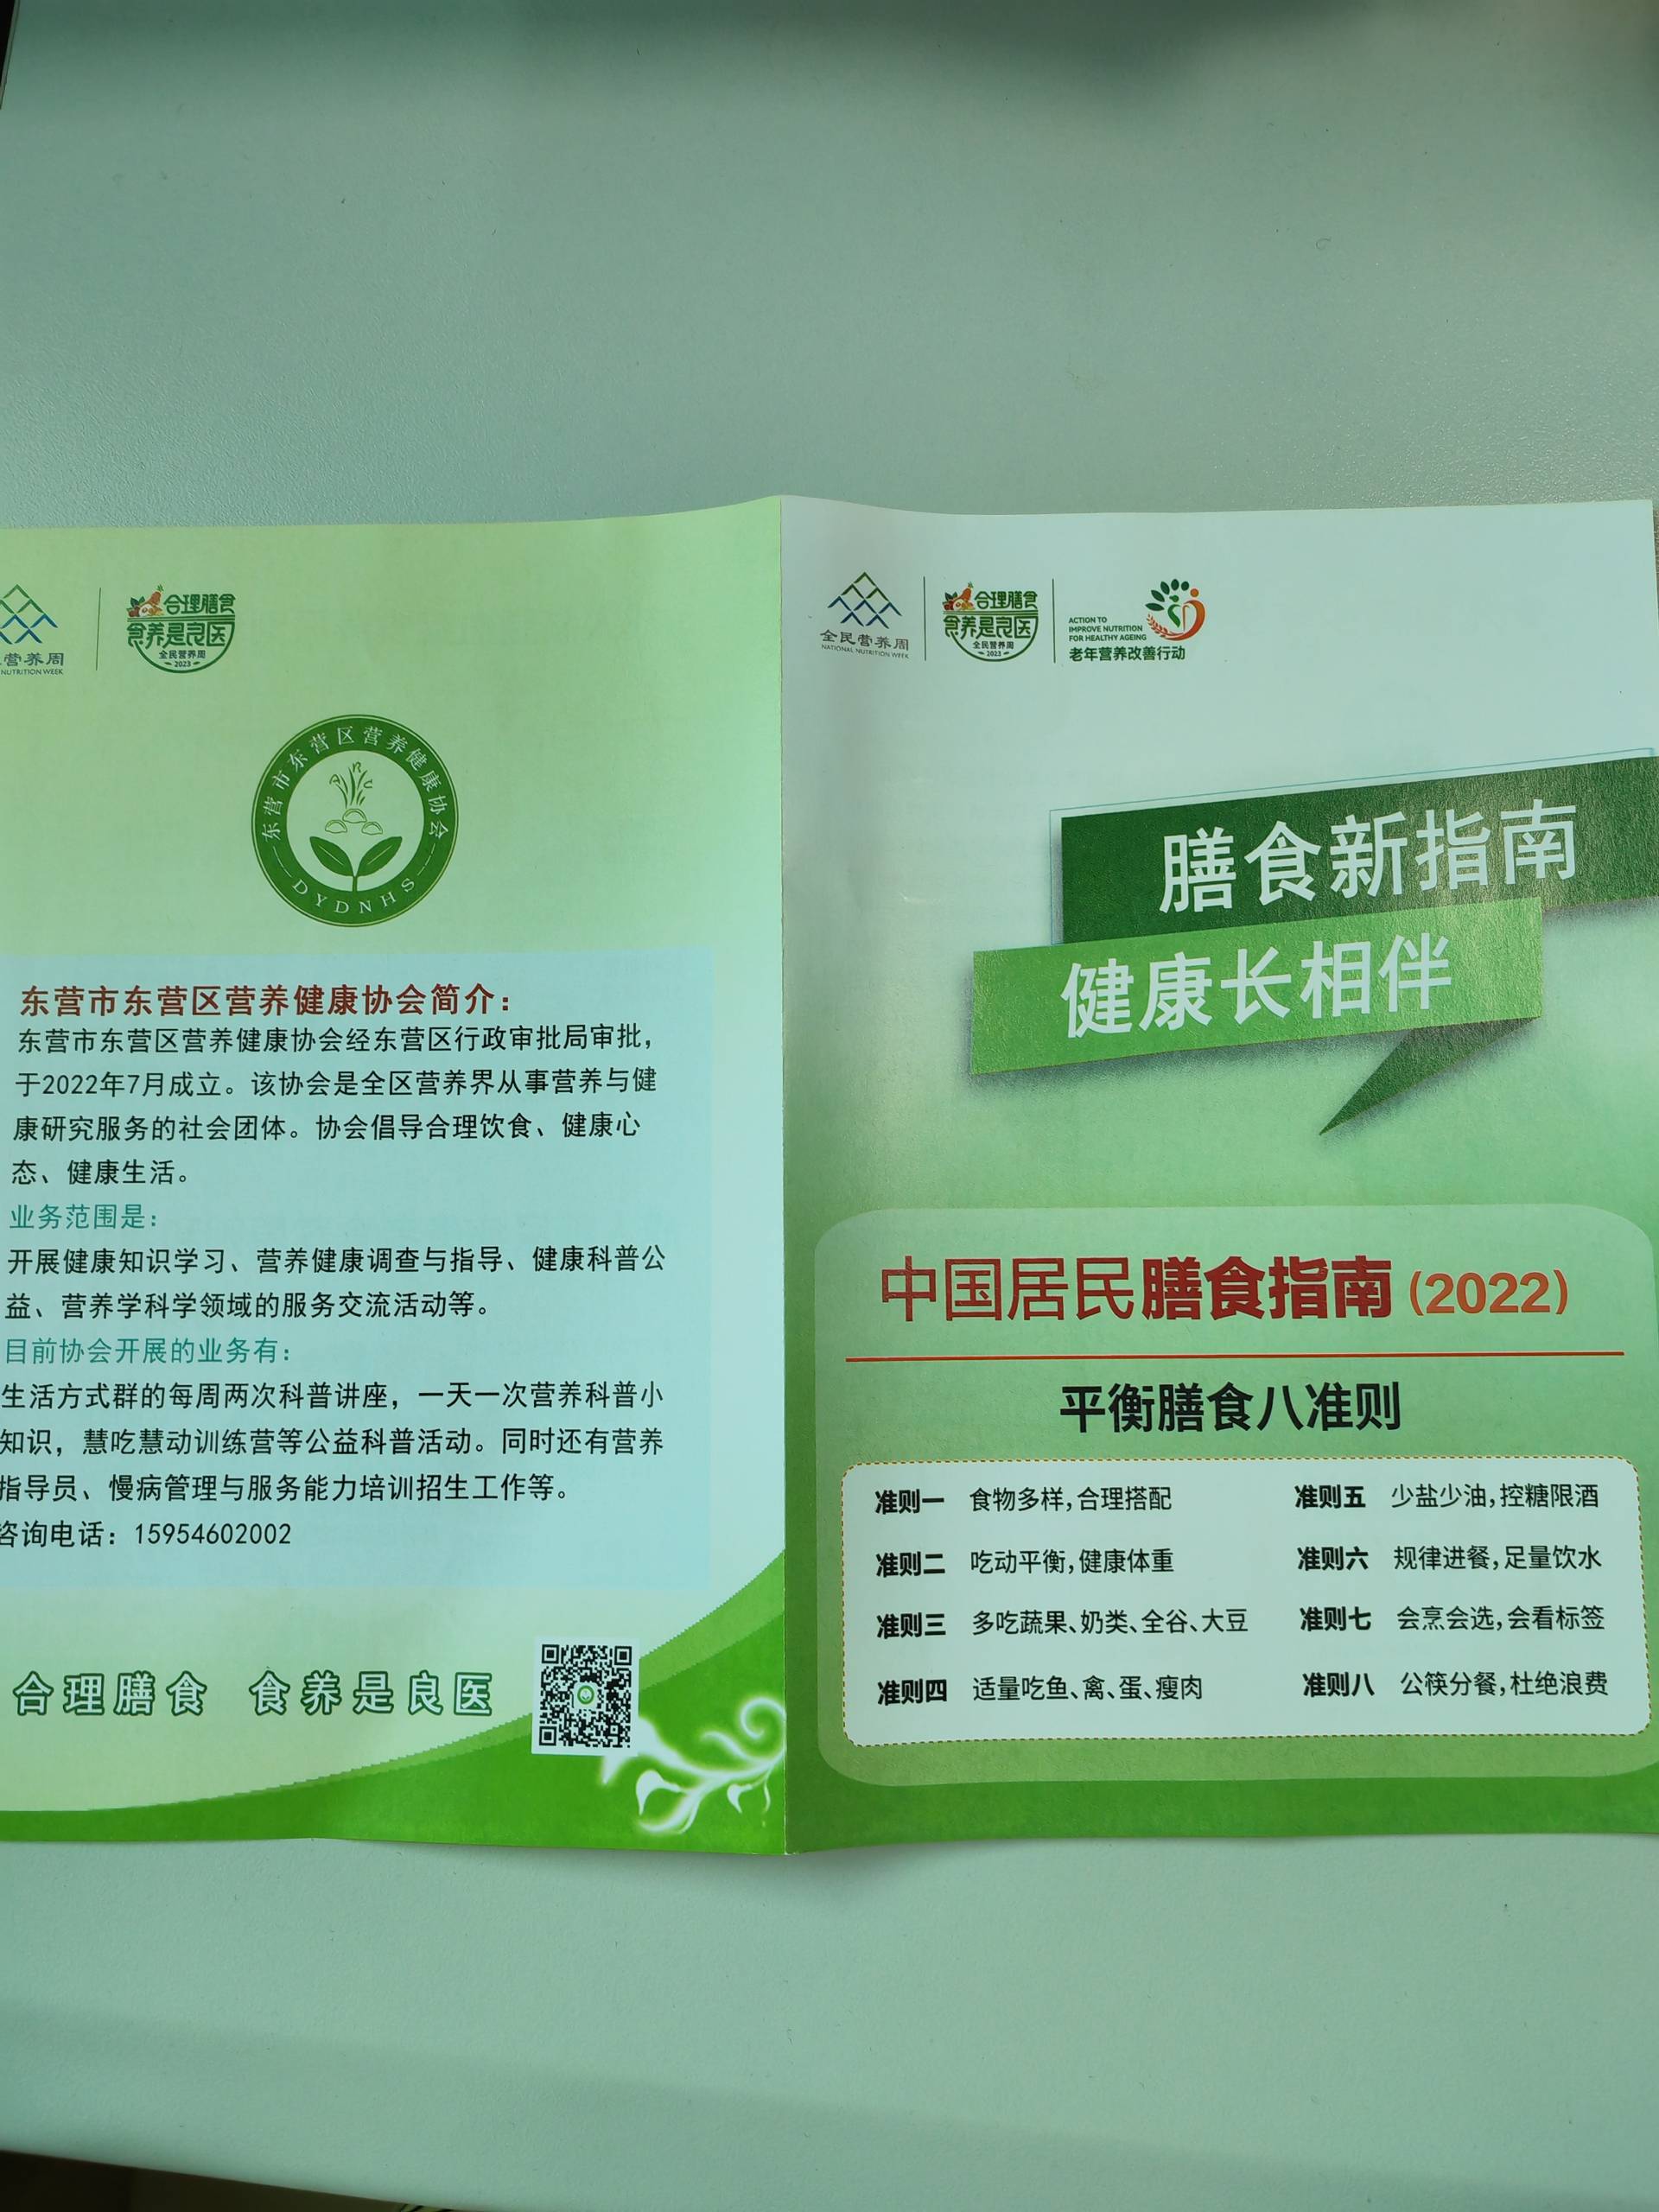 营养周
NUTRITION WEEK
合理膳食
食养是良医
全民营养周
2023
东营市东营区营养健康协会
DYDNHS
东营市东营区营养健康协会简介：
东营市东营区营养健康协会经东营区行政审批局审批，
于2022年7月成立。该协会是全区营养界从事营养与健
康研究服务的社会团体。协会倡导合理饮食、健康心
态、健康生活。
业务范围是：
开展健康知识学习、营养健康调查与指导、健康科普公
益、营养学科学领域的服务交流活动等。
目前协会开展的业务有：
生活方式群的每周两次科普讲座，一天一次营养科普小
知识，慧吃慧动训练营等公益科普活动。同时还有营养
指导员、慢病管理与服务能力培训招生工作等。
咨询电话：15954602002
合理膳食 食养是良医
全民营养周
NATIONAL NUTRITION WEEK
合理膳食
食养是良医
全民营养周
2023
ACTION TO
IMPROVE NUTRITION
FOR HEALTHY AGEING
老年营养改善行动
膳食新指南
健康长相伴
中国居民膳食指南(2022)
平衡膳食八准则
准则一 食物多样，合理搭配
准则二 吃动平衡，健康体重
准则三 多吃蔬果、奶类、全谷、大豆
准则四 适量吃鱼、禽、蛋、瘦肉
准则五 少盐少油，控糖限酒
准则六 规律进餐，足量饮水
准则七 会烹会选，会看标签
准则八 公筷分餐，杜绝浪费